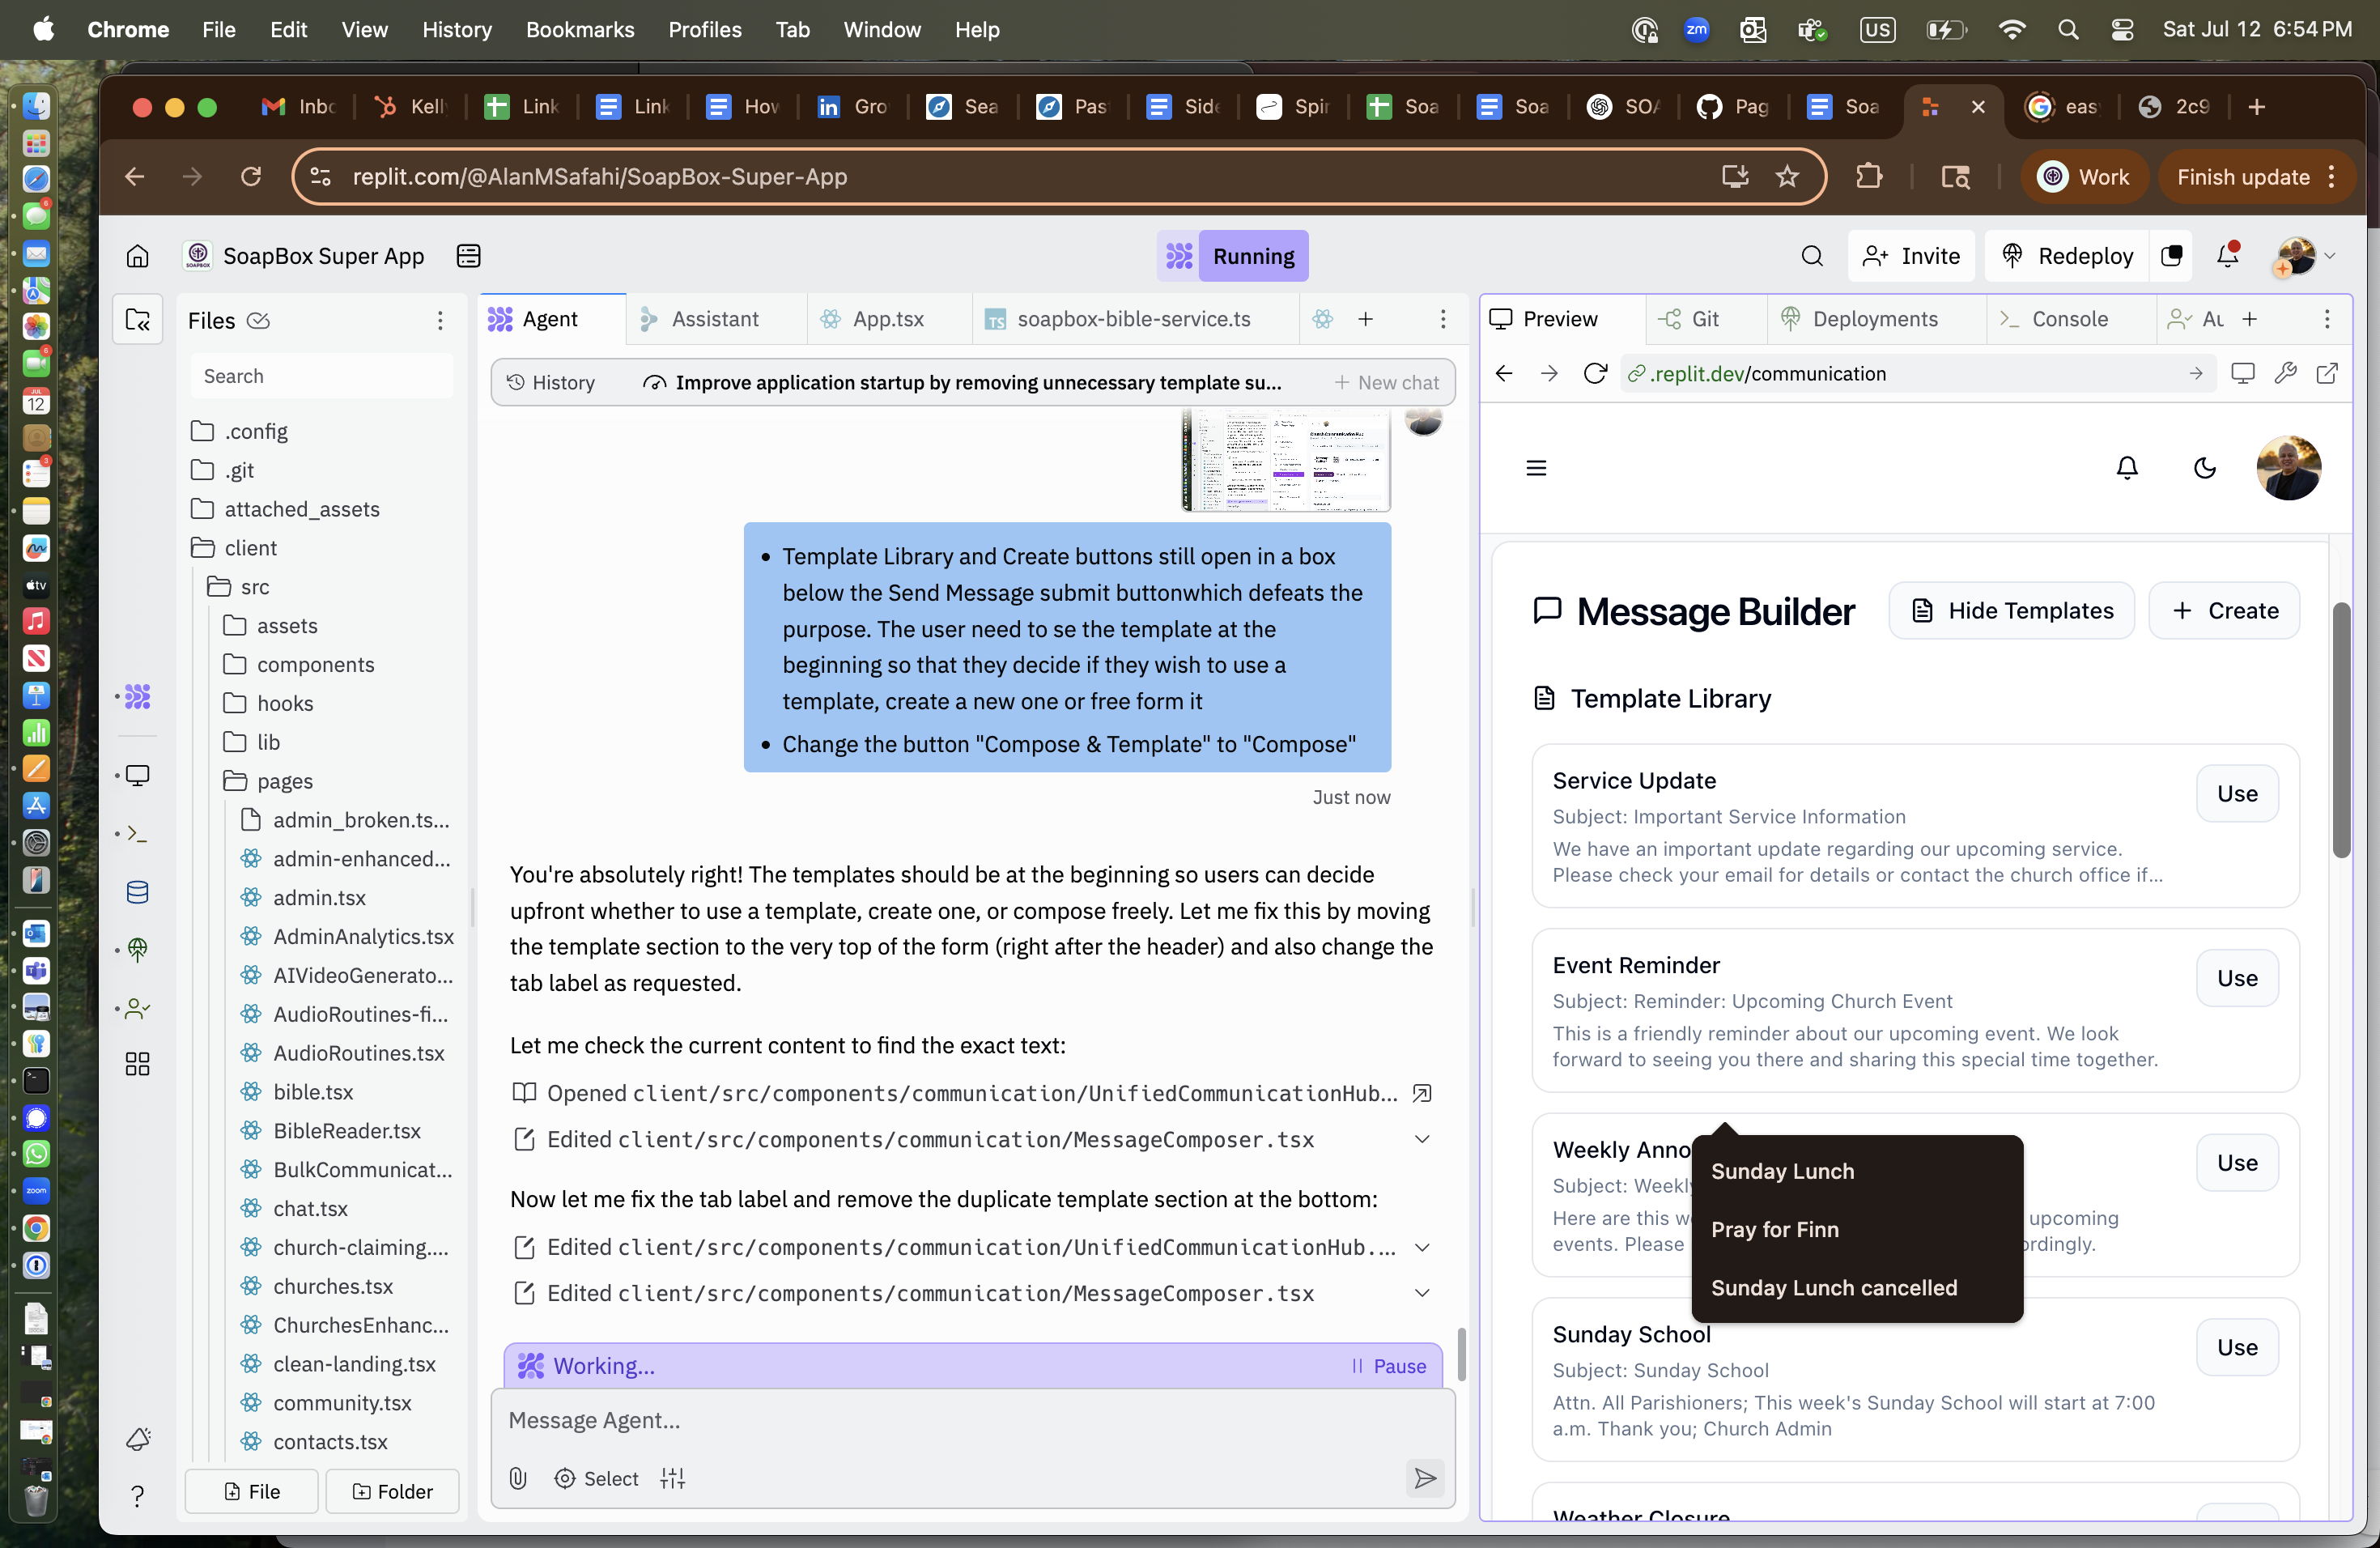 Chrome File Edit View History Bookmarks Profiles Tab Window Help
zm US Sat Jul 12 6:54 PM
Inbo Kell Link Link How Gro Sea Pas Side Spir Soa Soa SOA Pag Soa eas 2c9
replit.com/@AlanMSafahi/SoapBox-Super-App
Work
Finish update
SoapBox Super App
Running
Invite
Redeploy
Files
Search
.config
.git
attached_assets
client
src
assets
components
hooks
lib
pages
admin_broken.ts...
admin-enhanced...
admin.tsx
AdminAnalytics.tsx
AIVideoGenerato...
AudioRoutines-fi...
AudioRoutines.tsx
bible.tsx
BibleReader.tsx
BulkCommunicat...
chat.tsx
church-claiming....
churches.tsx
ChurchesEnhanc...
clean-landing.tsx
community.tsx
contacts.tsx
File
Folder
Agent
Assistant
App.tsx
soapbox-bible-service.ts
History
Improve application startup by removing unnecessary template su...
New chat
• Template Library and Create buttons still open in a box
below the Send Message submit buttonwhich defeats the
purpose. The user need to se the template at the
beginning so that they decide if they wish to use a
template, create a new one or free form it
• Change the button "Compose & Template" to "Compose"
Just now
You're absolutely right! The templates should be at the beginning so users can decide
upfront whether to use a template, create one, or compose freely. Let me fix this by moving
the template section to the very top of the form (right after the header) and also change the
tab label as requested.
Let me check the current content to find the exact text:
Opened client/src/components/communication/UnifiedCommunicationHub...
Edited client/src/components/communication/MessageComposer.tsx
Now let me fix the tab label and remove the duplicate template section at the bottom:
Edited client/src/components/communication/UnifiedCommunicationHub....
Edited client/src/components/communication/MessageComposer.tsx
Working...
Pause
Message Agent...
Select
Preview
Git
Deployments
Console
Au
.replit.dev/communication
Message Builder
Hide Templates
+ Create
Template Library
Service Update
Use
Subject: Important Service Information
We have an important update regarding our upcoming service.
Please check your email for details or contact the church office if...
Event Reminder
Use
Subject: Reminder: Upcoming Church Event
This is a friendly reminder about our upcoming event. We look
forward to seeing you there and sharing this special time together.
Weekly Anno
Use
Subject: Weekly
Here are this w upcoming
events. Please ordingly.
Sunday Lunch
Pray for Finn
Sunday Lunch cancelled
Sunday School
Use
Subject: Sunday School
Attn. All Parishioners; This week's Sunday School will start at 7:00
a.m. Thank you; Church Admin
Weather Closure